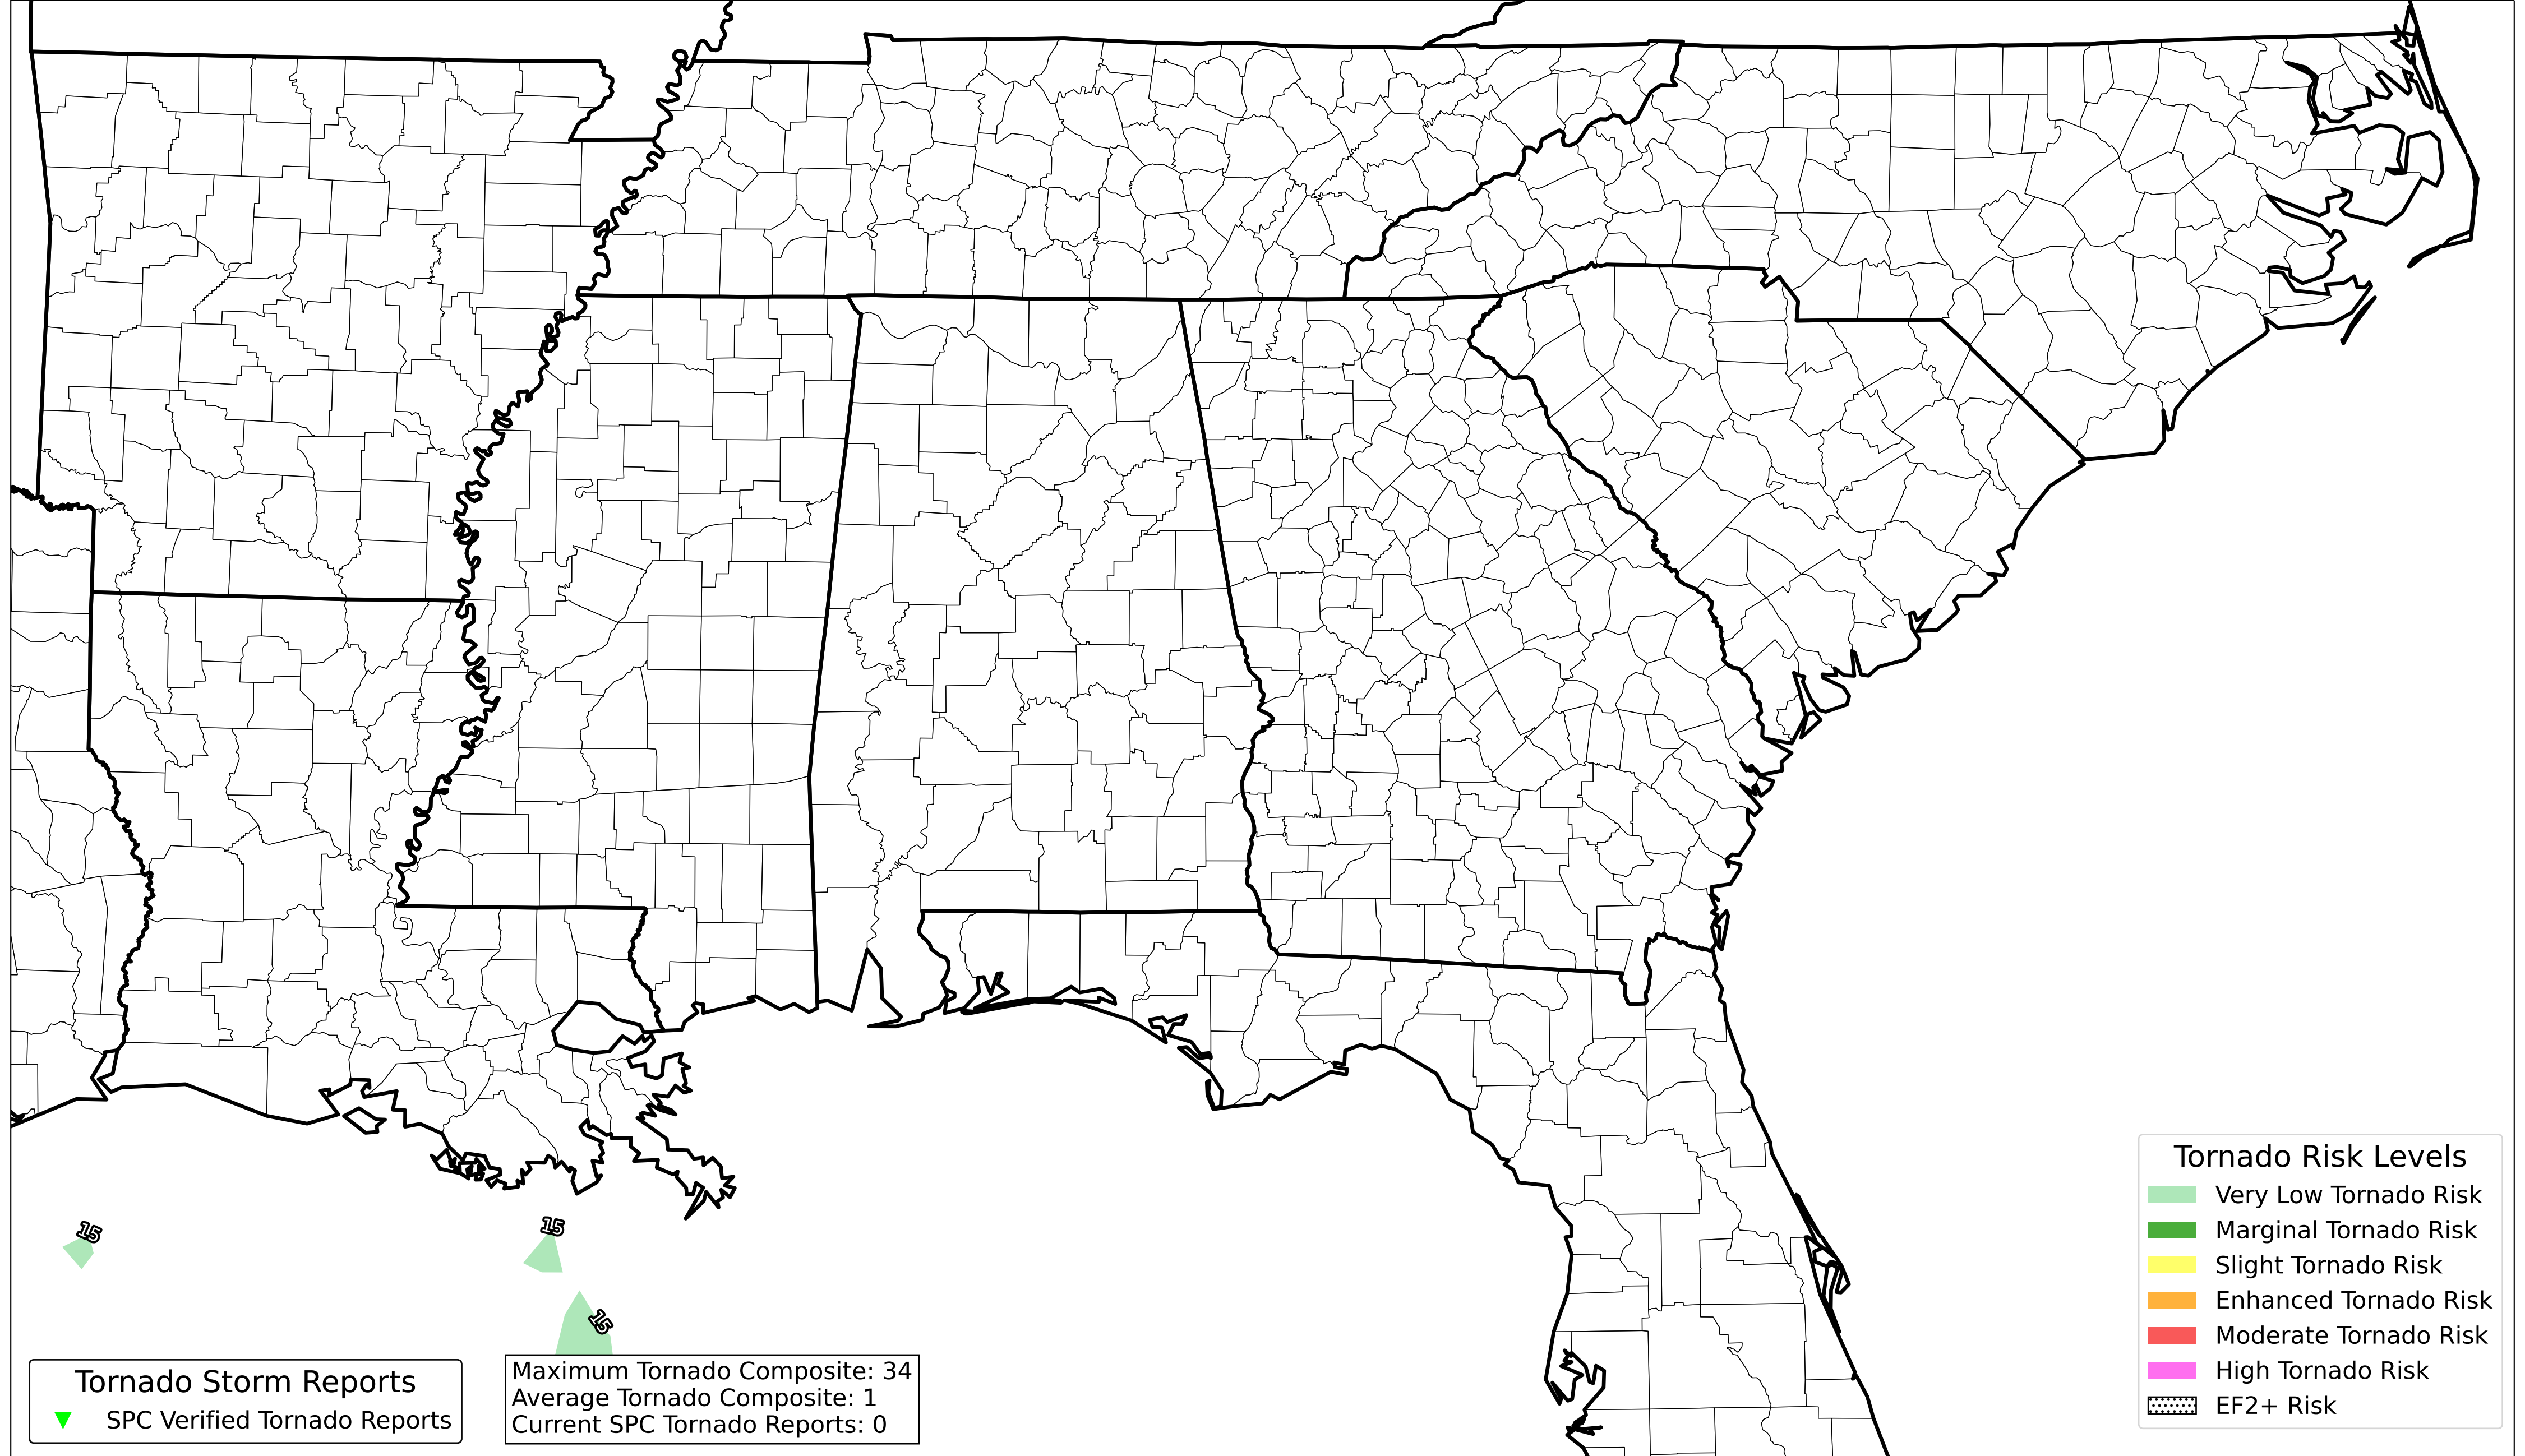 15
15
15
Tornado Storm Reports
SPC Verified Tornado Reports
Maximum Tornado Composite: 34
Average Tornado Composite: 1
Current SPC Tornado Reports: 0
Tornado Risk Levels
Very Low Tornado Risk
Marginal Tornado Risk
Slight Tornado Risk
Enhanced Tornado Risk
Moderate Tornado Risk
High Tornado Risk
EF2+ Risk